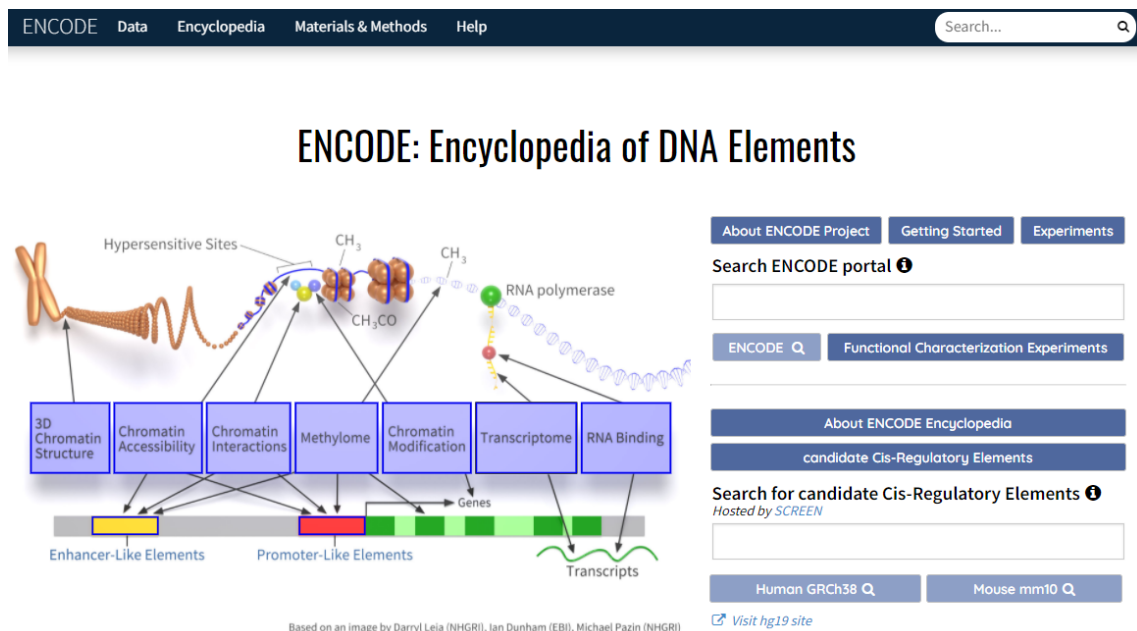 ENCODE Data Encyclopedia Materials & Methods Help Search...
ENCODE: Encyclopedia of DNA Elements
Hypersensitive Sites
CH3
CH3
CH3CO
RNA polymerase
3D
Chromatin
Structure
Chromatin
Accessibility
Chromatin
Interactions
Methylome
Chromatin
Modification
Transcriptome
RNA Binding
Genes
Enhancer-Like Elements
Promoter-Like Elements
Transcripts
Based on an image by Darryl Leja (NHGRI), Ian Dunham (EBI), Michael Pazin (NHGRI)
About ENCODE Project Getting Started Experiments
Search ENCODE portal
ENCODE Functional Characterization Experiments
About ENCODE Encyclopedia
candidate Cis-Regulatory Elements
Search for candidate Cis-Regulatory Elements
Hosted by SCREEN
Human GRCh38 Mouse mm10
Visit hg19 site